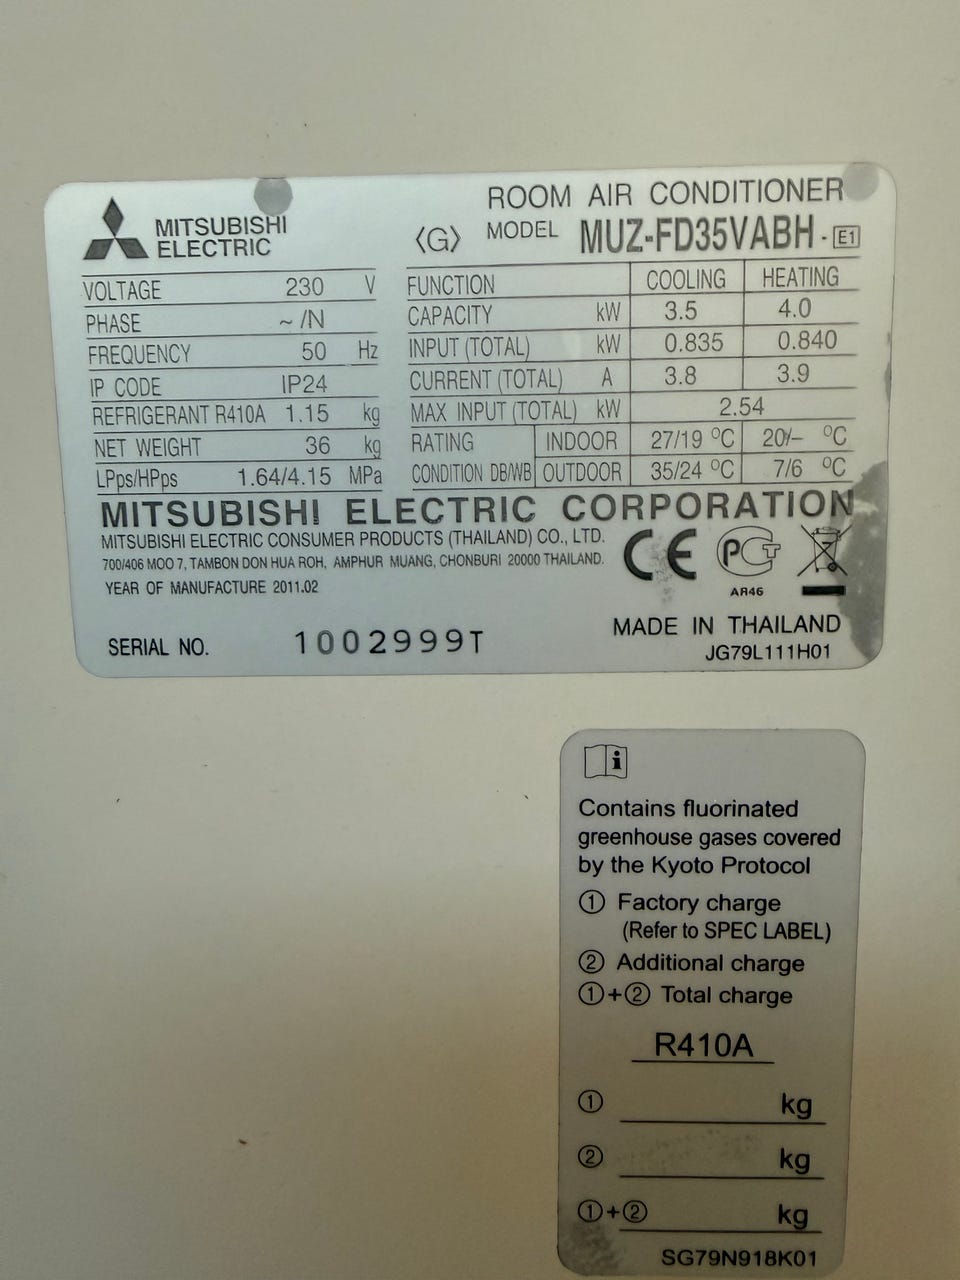 MITSUBISHI
ELECTRIC
ROOM AIR CONDITIONER
⟨G⟩ MODEL MUZ-FD35VABH - E1
VOLTAGE 230 V
PHASE ~ /N
FREQUENCY 50 Hz
IP CODE IP24
REFRIGERANT R410A 1.15 kg
NET WEIGHT 36 kg
LPps/HPps 1.64/4.15 MPa
FUNCTION COOLING HEATING
CAPACITY kW 3.5 4.0
INPUT (TOTAL) kW 0.835 0.840
CURRENT (TOTAL) A 3.8 3.9
MAX INPUT (TOTAL) kW 2.54
RATING INDOOR 27/19 °C 20/– °C
CONDITION DB/WB OUTDOOR 35/24 °C 7/6 °C
MITSUBISHI ELECTRIC CORPORATION
MITSUBISHI ELECTRIC CONSUMER PRODUCTS (THAILAND) CO., LTD.
700/406 MOO 7, TAMBON DON HUA ROH, AMPHUR MUANG, CHONBURI 20000 THAILAND.
YEAR OF MANUFACTURE 2011.02
CE PCT
AR46
SERIAL NO. 1002999T
MADE IN THAILAND
JG79L111H01
i
Contains fluorinated
greenhouse gases covered
by the Kyoto Protocol
① Factory charge
(Refer to SPEC LABEL)
② Additional charge
①+② Total charge
R410A
① kg
② kg
①+② kg
SG79N918K01